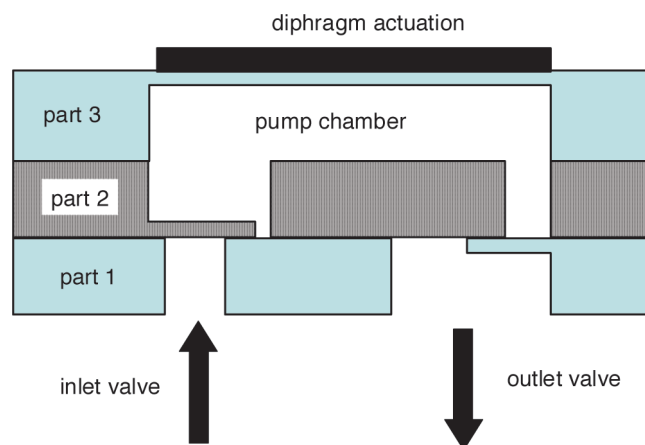 diphragm actuation
part 3
pump chamber
part 2
part 1
inlet valve
outlet valve